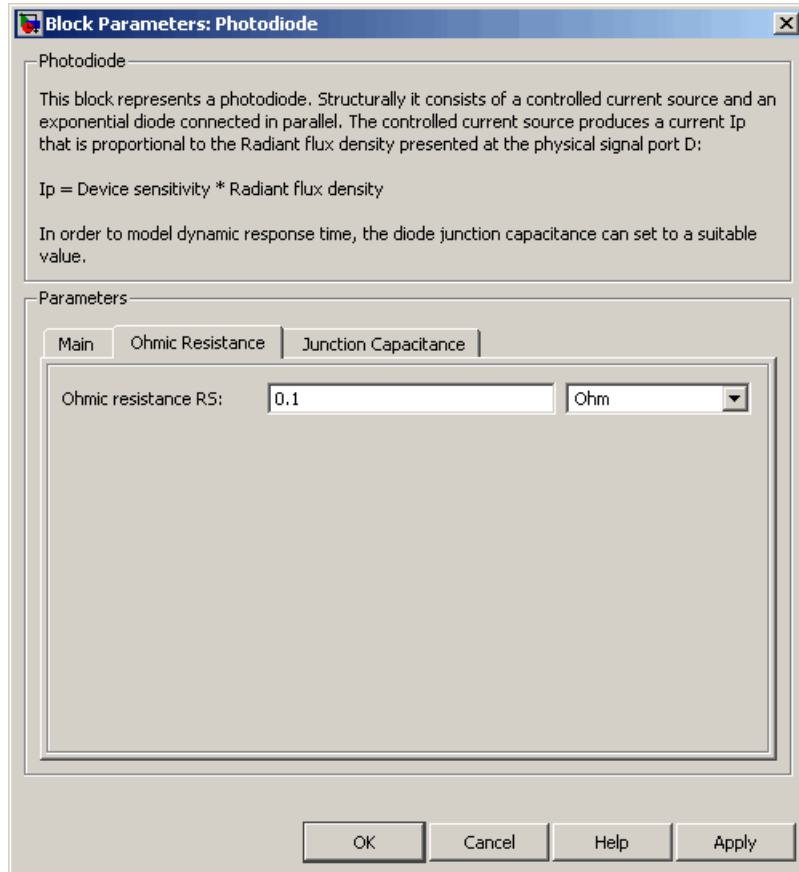 Block Parameters: Photodiode
Photodiode
This block represents a photodiode. Structurally it consists of a controlled current source and an
exponential diode connected in parallel. The controlled current source produces a current Ip
that is proportional to the Radiant flux density presented at the physical signal port D:
Ip = Device sensitivity * Radiant flux density
In order to model dynamic response time, the diode junction capacitance can set to a suitable
value.
Parameters
Main Ohmic Resistance Junction Capacitance
Ohmic resistance RS: 0.1 Ohm
OK Cancel Help Apply